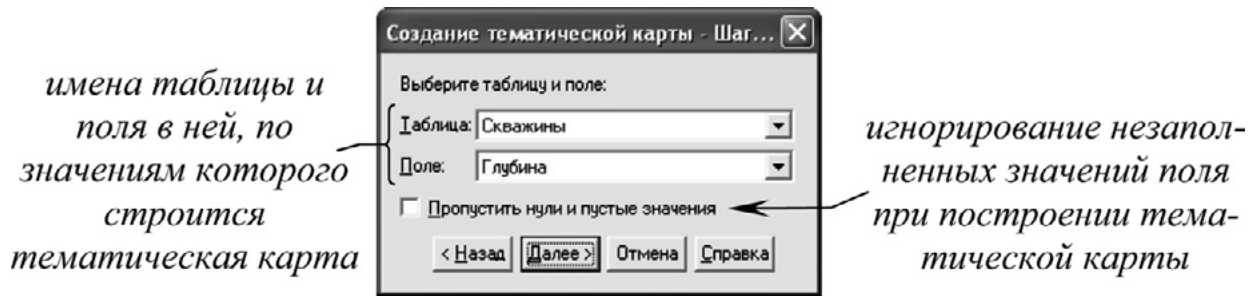 имена таблицы и
поля в ней, по
значениям которого
строится
тематическая карта
Создание тематической карты - Шаг...
Выберите таблицу и поле:
Таблица: Скважины
Поле: Глубина
Пропустить нули и пустые значения
< Назад Далее > Отмена Справка
игнорирование незапол-
ненных значений поля
при построении тема-
тической карты